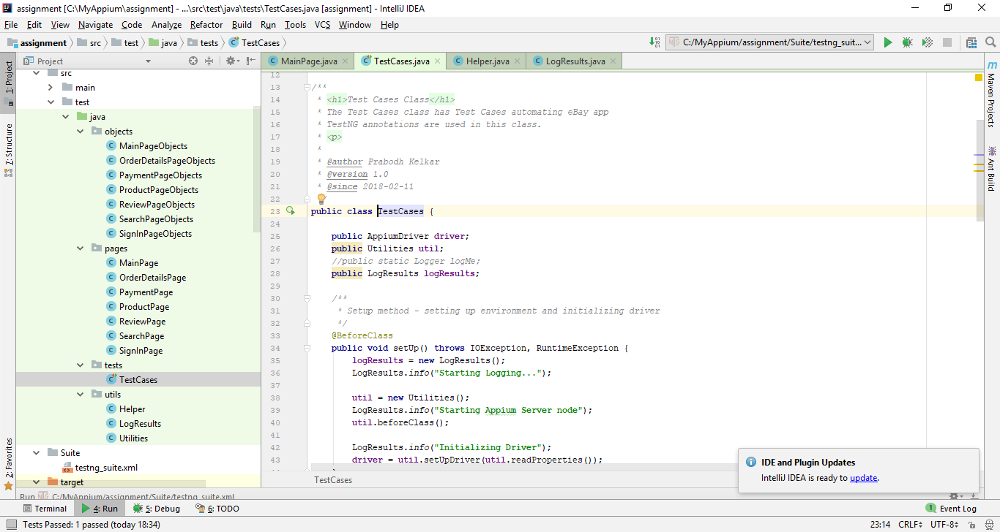 assignment [C:\MyAppium\assignment] - ...\src\test\java\tests\TestCases.java [assignment] - IntelliJ IDEA
File Edit View Navigate Code Analyze Refactor Build Run Tools VCS Window Help
assignment src test java tests TestCases C:/MyAppium/assignment/Suite/testng_suit...
Project
MainPage.java TestCases.java Helper.java LogResults.java
1: Project
7: Structure
2: Favorites
src
main
test
java
objects
MainPageObjects
OrderDetailsPageObjects
PaymentPageObjects
ProductPageObjects
ReviewPageObjects
SearchPageObjects
SignInPageObjects
pages
MainPage
OrderDetailsPage
PaymentPage
ProductPage
ReviewPage
SearchPage
SignInPage
tests
TestCases
utils
Helper
LogResults
Utilities
Suite
testng_suite.xml
target
12
13 /**
14 * <h1>Test Cases Class</h1>
15 * The Test Cases class has Test Cases automating eBay app
16 * TestNG annotations are used in this class.
17 * <p>
18 *
19 * @author Prabodh Kelkar
20 * @version 1.0
21 * @since 2018-02-11
22
23 public class TestCases {
24
25 public AppiumDriver driver;
26 public Utilities util;
27 //public static Logger logMe;
28 public LogResults logResults;
29
30 /**
31 * Setup method - setting up environment and initializing driver
32 */
33 @BeforeClass
34 public void setUp() throws IOException, RuntimeException {
35 logResults = new LogResults();
36 LogResults.info("Starting Logging...");
37
38 util = new Utilities();
39 LogResults.info("Starting Appium Server node");
40 util.beforeClass();
41
42 LogResults.info("Initializing Driver");
43 driver = util.setUpDriver(util.readProperties());
TestCases
Maven Projects
Ant Build
IDE and Plugin Updates
IntelliJ IDEA is ready to update.
Run C:/MyAppium/assignment/Suite/testng_suite.xml
Terminal 4: Run 5: Debug 6: TODO 1 Event Log
Tests Passed: 1 passed (today 18:34) 23:14 CRLF UTF-8